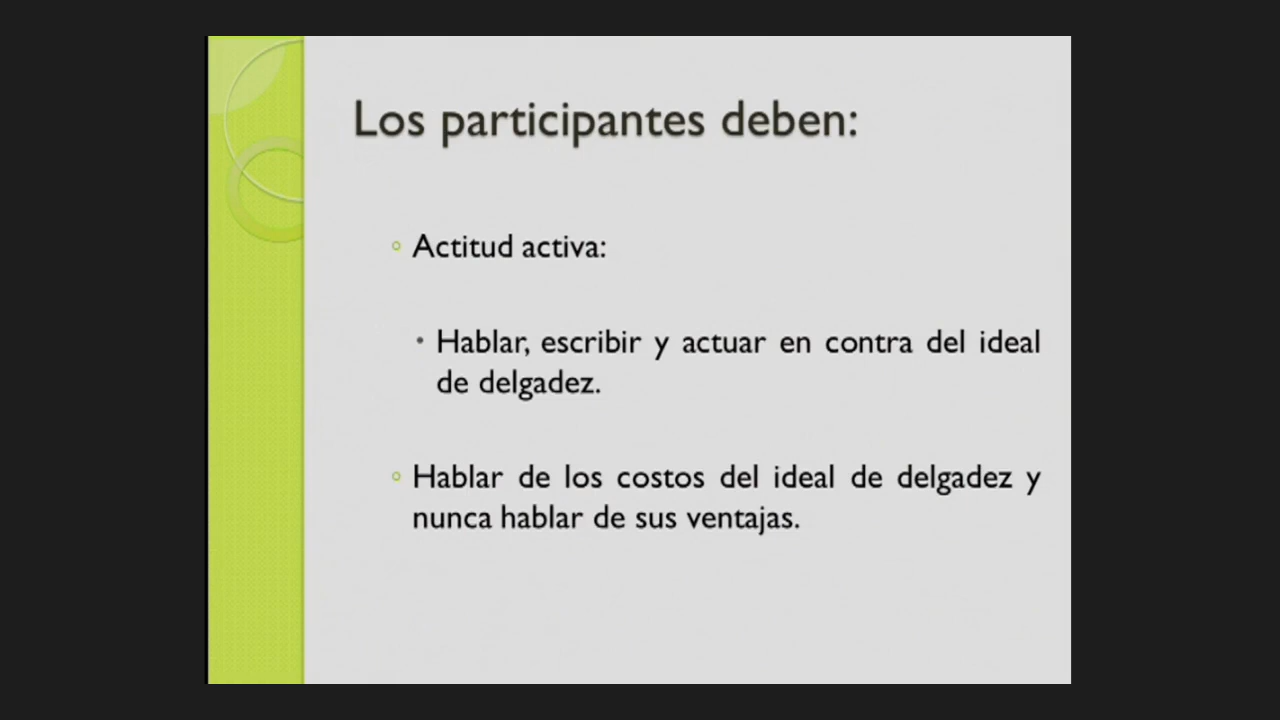 Los participantes deben:
Actitud activa:
Hablar, escribir y actuar en contra del ideal
de delgadez.
Hablar de los costos del ideal de delgadez y
nunca hablar de sus ventajas.